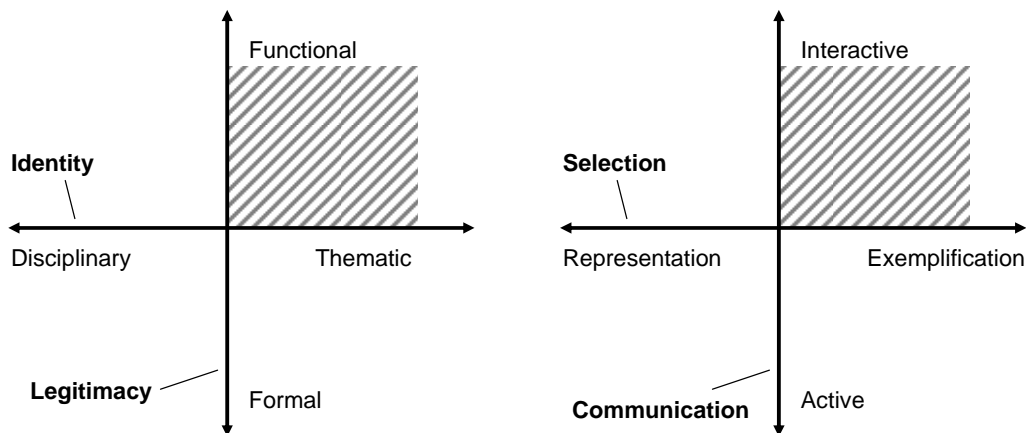 Functional
Identity
Disciplinary
Thematic
Legitimacy
Formal
Interactive
Selection
Representation
Exemplification
Communication
Active